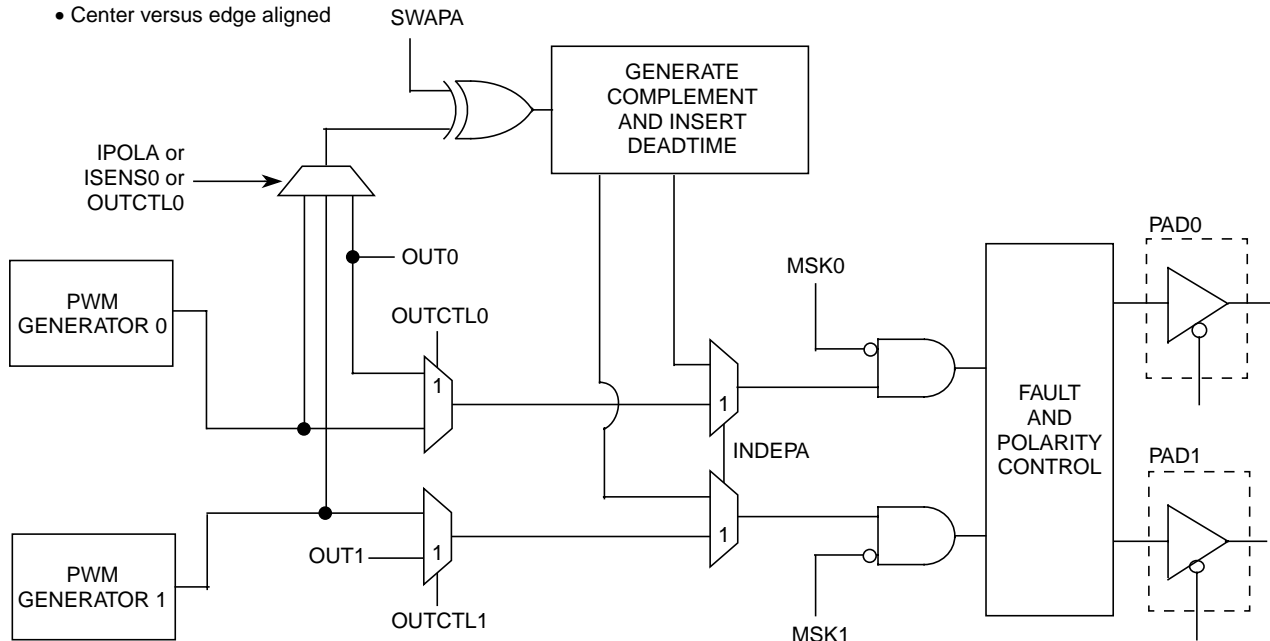 • Center versus edge aligned
SWAPA
GENERATE
COMPLEMENT
AND INSERT
DEADTIME
IPOLA or
ISENS0 or
OUTCTL0
OUT0
PWM
GENERATOR 0
OUTCTL0
1
MSK0
1
INDEPA
FAULT
AND
POLARITY
CONTROL
PAD0
PAD1
PWM
GENERATOR 1
OUT1
1
OUTCTL1
1
MSK1